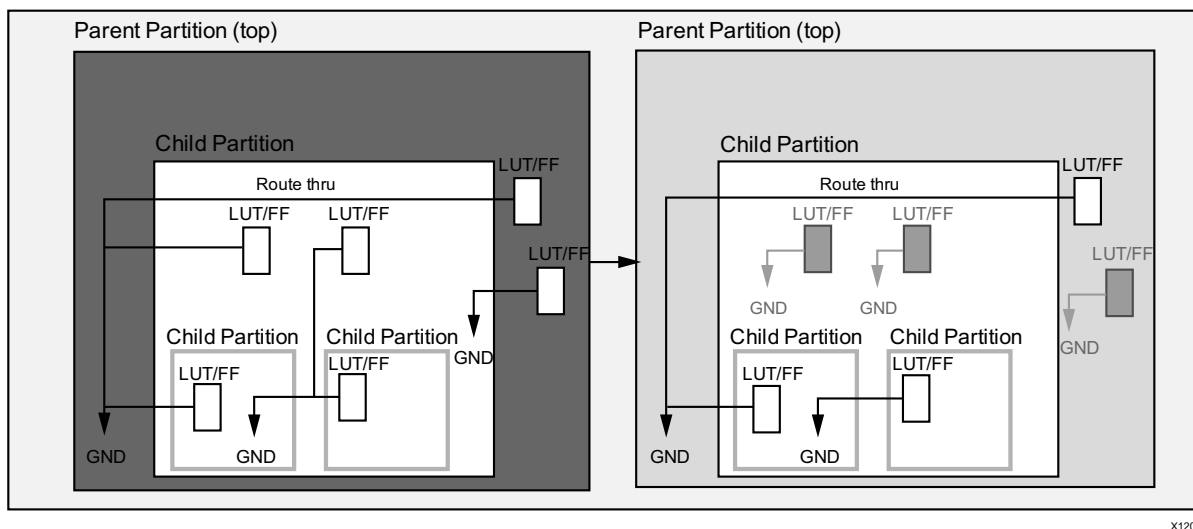 Parent Partition (top)
Child Partition
LUT/FF
Route thru
LUT/FF
LUT/FF
LUT/FF
GND
Child Partition
Child Partition
LUT/FF
LUT/FF
GND
GND
Parent Partition (top)
Child Partition
LUT/FF
Route thru
LUT/FF
LUT/FF
LUT/FF
GND
GND
GND
Child Partition
Child Partition
LUT/FF
LUT/FF
GND
GND